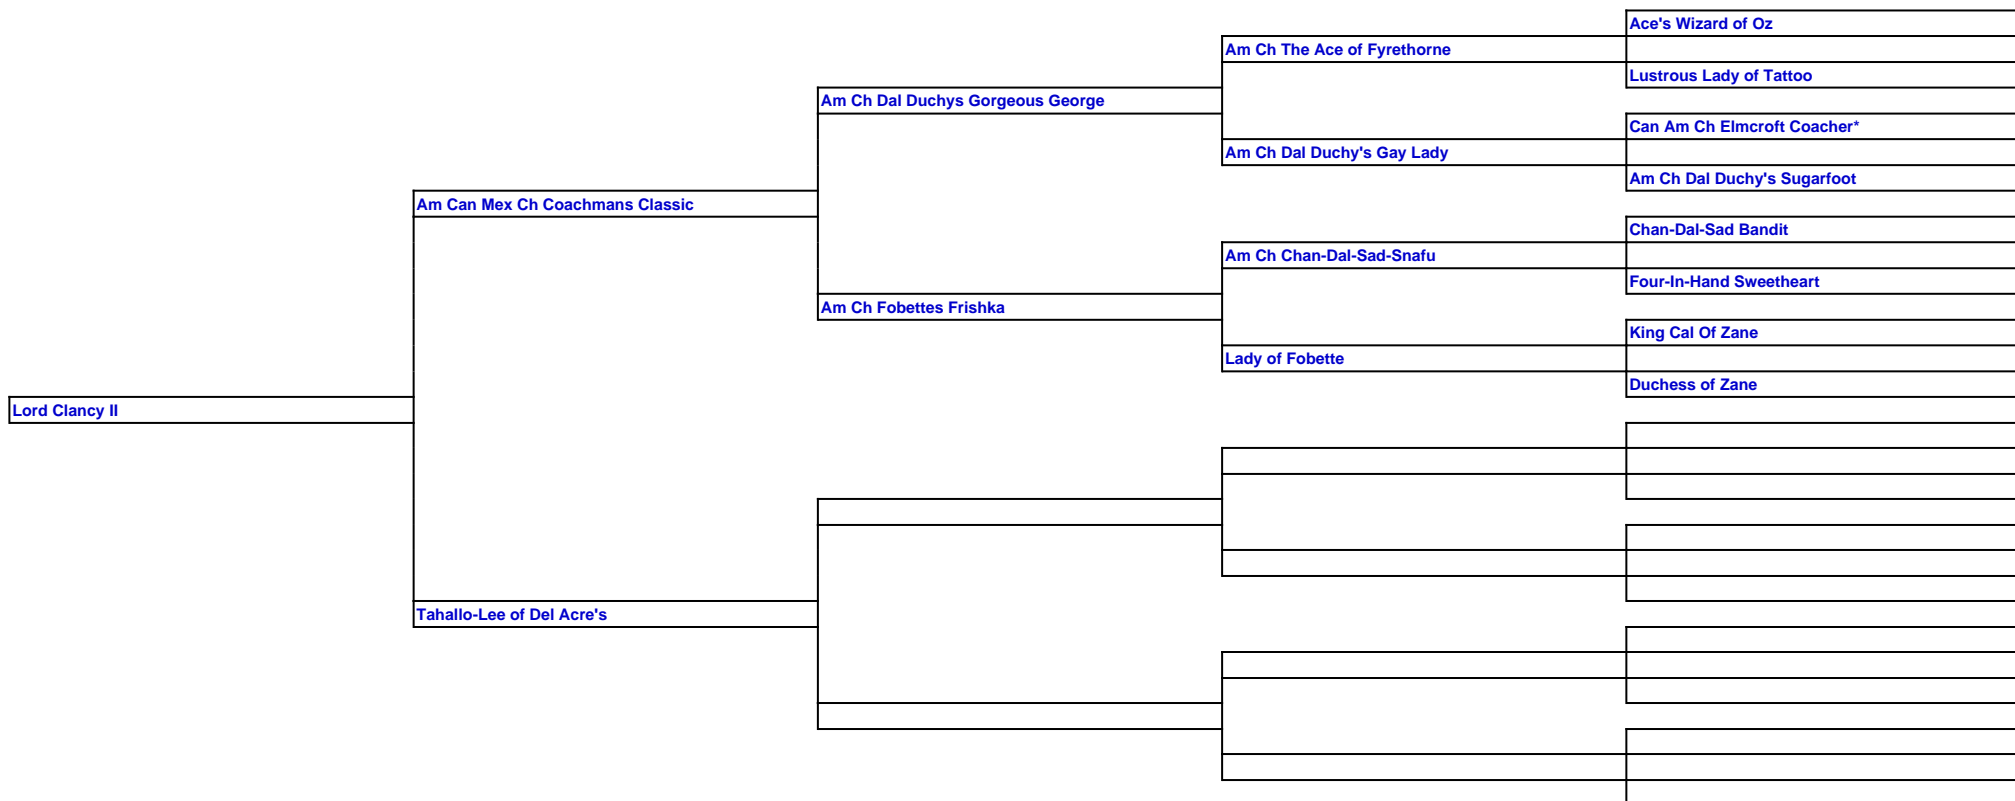 Ace's Wizard of Oz
Am Ch The Ace of Fyrethorne
Lustrous Lady of Tattoo
Am Ch Dal Duchys Gorgeous George
Can Am Ch Elmcroft Coacher*
Am Ch Dal Duchy's Gay Lady
Am Ch Dal Duchy's Sugarfoot
Am Can Mex Ch Coachmans Classic
Chan-Dal-Sad Bandit
Am Ch Chan-Dal-Sad-Snafu
Four-In-Hand Sweetheart
Am Ch Fobettes Frishka
King Cal Of Zane
Lady of Fobette
Duchess of Zane
Lord Clancy II
Tahallo-Lee of Del Acre's